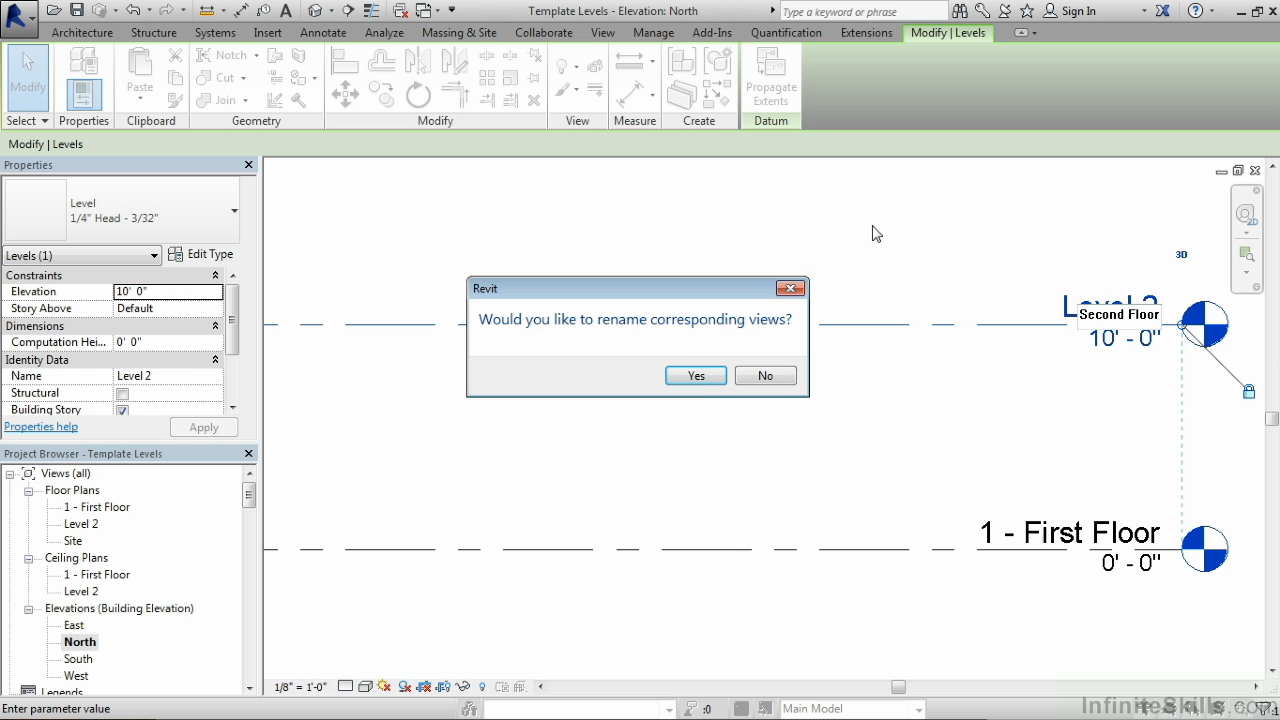 Template Levels - Elevation: North
Type a keyword or phrase
Sign In
Architecture
Structure
Systems
Insert
Annotate
Analyze
Massing & Site
Collaborate
View
Manage
Add-Ins
Quantification
Extensions
Modify | Levels
Modify
Notch
Cut
Join
Paste
Propagate
Extents
Select
Properties
Clipboard
Geometry
Modify
View
Measure
Create
Datum
Modify | Levels
Properties
Level
1/4" Head - 3/32"
Levels (1)
Edit Type
Constraints
Elevation
10' 0"
Story Above
Default
Dimensions
Computation Hei...
0' 0"
Identity Data
Name
Level 2
Structural
Building Story
Properties help
Apply
Project Browser - Template Levels
Views (all)
Floor Plans
1 - First Floor
Level 2
Site
Ceiling Plans
1 - First Floor
Level 2
Elevations (Building Elevation)
East
North
South
West
Legends
Revit
Would you like to rename corresponding views?
Yes
No
3D
2D
Level 2
Second Floor
10' - 0"
1 - First Floor
0' - 0"
1/8" = 1'-0"
Enter parameter value
:0
Main Model
InfiniteSkills.com
:1